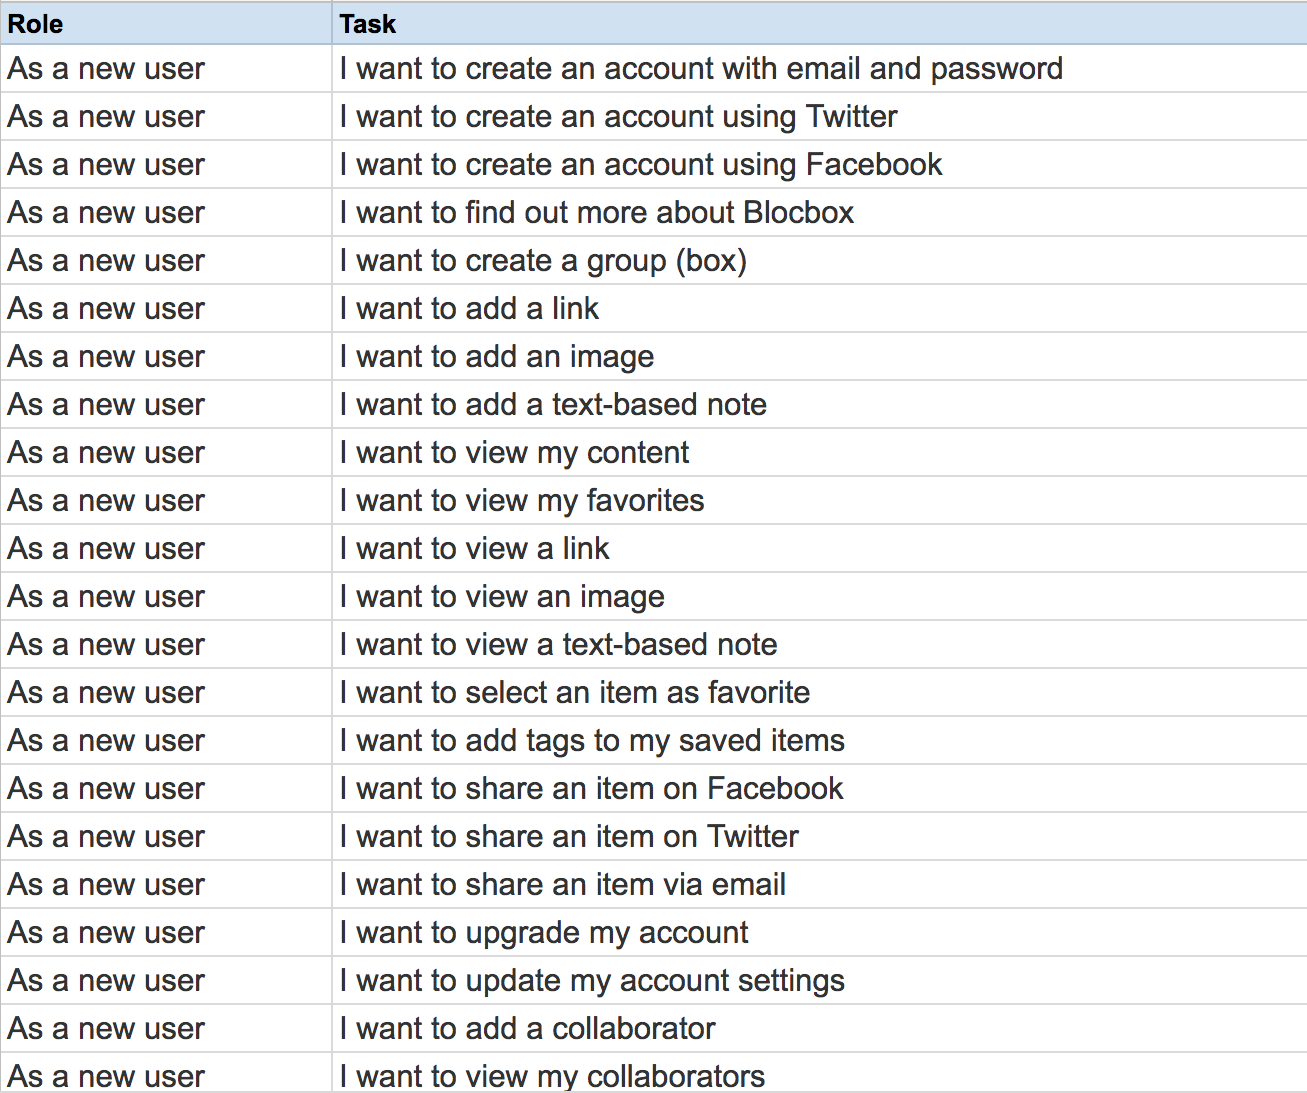 Role Task
As a new user I want to create an account with email and password
As a new user I want to create an account using Twitter
As a new user I want to create an account using Facebook
As a new user I want to find out more about Blocbox
As a new user I want to create a group (box)
As a new user I want to add a link
As a new user I want to add an image
As a new user I want to add a text-based note
As a new user I want to view my content
As a new user I want to view my favorites
As a new user I want to view a link
As a new user I want to view an image
As a new user I want to view a text-based note
As a new user I want to select an item as favorite
As a new user I want to add tags to my saved items
As a new user I want to share an item on Facebook
As a new user I want to share an item on Twitter
As a new user I want to share an item via email
As a new user I want to upgrade my account
As a new user I want to update my account settings
As a new user I want to add a collaborator
As a new user I want to view my collaborators